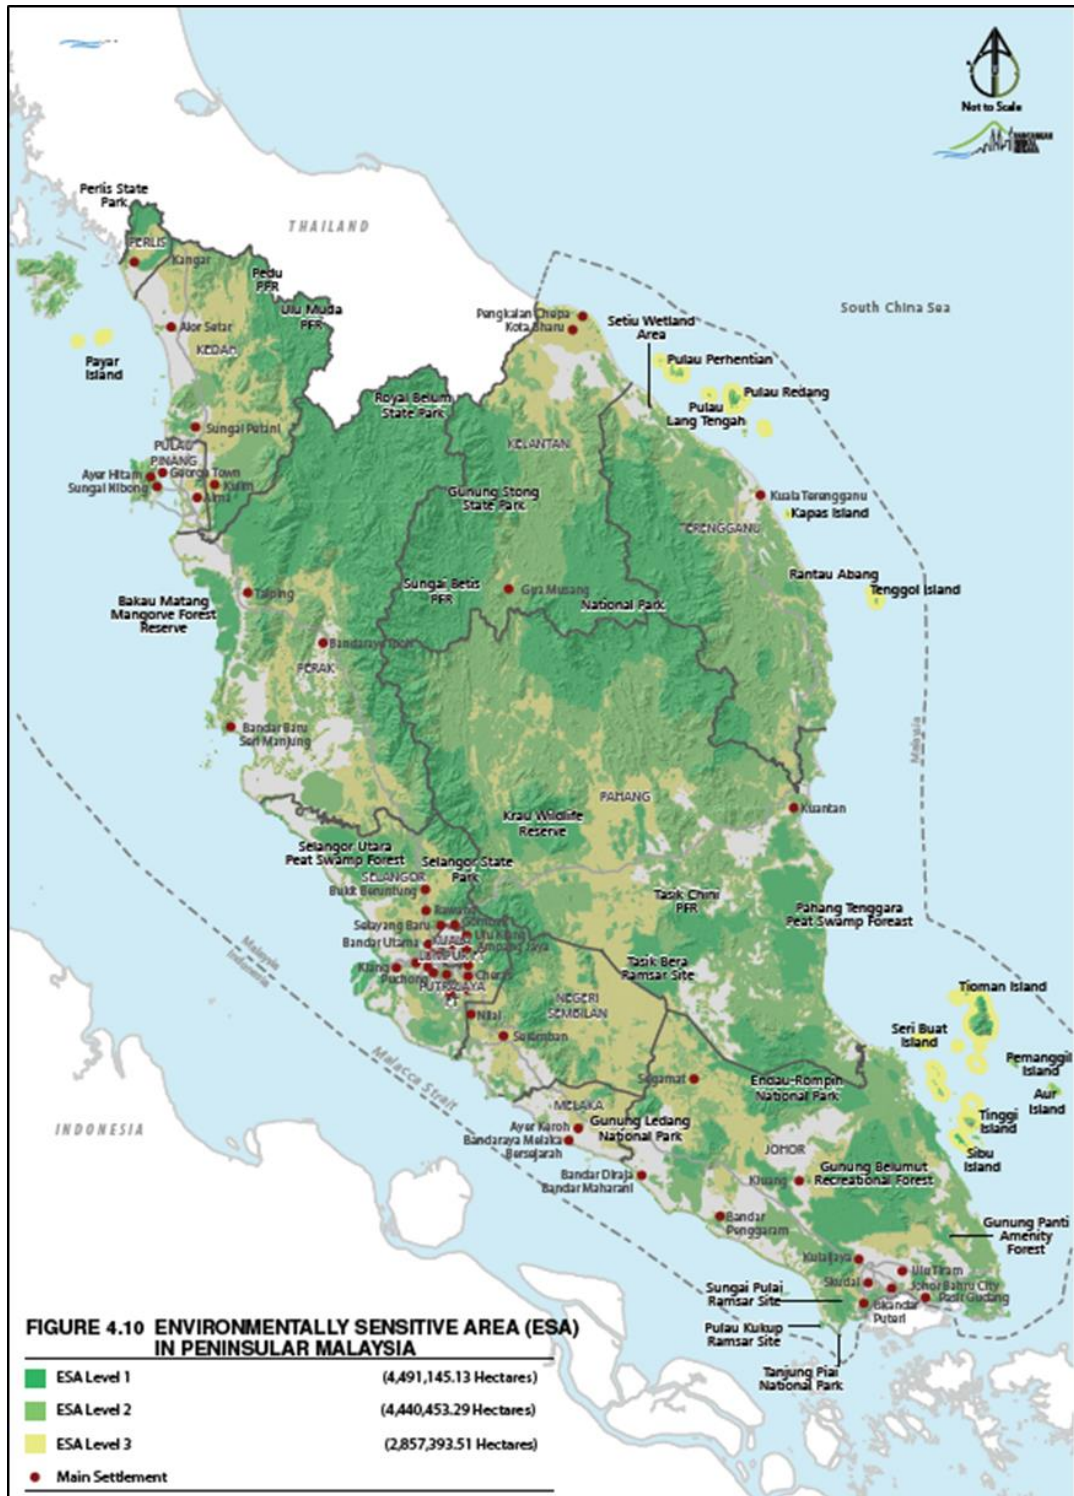 Not to Scale
Perlis State
Park
THAILAND
PERLIS
Kangar
Pedu
PFR
Ulu Muda
PFR
South China Sea
Pengkalan Chepa
Kota Bharu
Setiu Wetland
Area
Alor Setar
KEDAH
Payar
Island
Pulau Perhentian
Pulau Redang
Pulau
Lang Tengah
Royal Belum
State Park
Sungai Petani
KELANTAN
PULAU
PINANG
Ayer Hitam
George Town
Sungai Nibong
Kulim
Gunung Stong
State Park
Kuala Terengganu
Kapas Island
TERENGGANU
Sungai Betis
PFR
Gua Musang
National Park
Rantau Abang
Tenggol Island
Taiping
Bakau Matang
Mangorve Forest
Reserve
PERAK
Bandar Baru
Seri Manjung
Malaysia
PAHANG
Kuantan
Krau Wildlife
Reserve
Selangor Utara
Peat Swamp Forest
Selangor State
Park
SELANGOR
Bukit Beruntung
Rawang
Selayang Baru
Ulu Klang
Bandar Utama
KUALA
LUMPUR
Ampang Jaya
Klang
Cheras
Puchong
PUTRAJAYA
Tasik Chini
PFR
Pahang Tenggara
Peat Swamp Foreast
Tasik Bera
Ramsar Site
Malaysia
Indonesia
NEGERI
SEMBILAN
Nilai
Seremban
Tioman Island
Seri Buat
Island
Pemanggil
Island
Aur
Island
Malacca Strait
Segamat
Endau-Rompin
National Park
MELAKA
Gunung Ledang
National Park
Tinggi
Island
Sibu
Island
INDONESIA
Ayer Keroh
Bandaraya Melaka
Bersejarah
JOHOR
Bandar Diraja
Bandar Maharani
Kluang
Gunung Belumut
Recreational Forest
Bandar
Penggaram
Gunung Panti
Amenity
Forest
Kulaijaya
Ulu Tiram
Skudai
Johor Bahru City
Pasir Gudang
Iskandar
Puteri
Sungai Pulai
Ramsar Site
Pulau Kukup
Ramsar Site
Tanjung Piai
National Park
FIGURE 4.10 ENVIRONMENTALLY SENSITIVE AREA (ESA)
IN PENINSULAR MALAYSIA
ESA Level 1 (4,491,145.13 Hectares)
ESA Level 2 (4,440,453.29 Hectares)
ESA Level 3 (2,857,393.51 Hectares)
Main Settlement